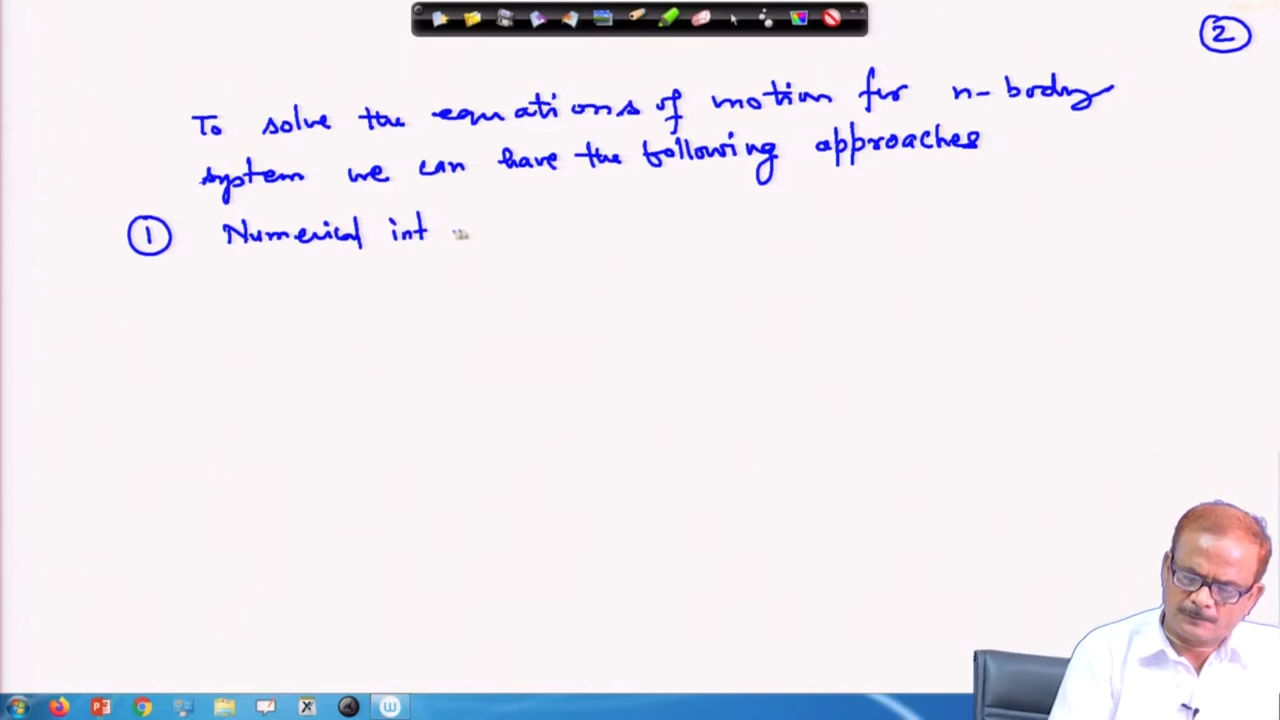 2
To solve the equations of motion for n-body
system we can have the following approaches
1 Numerical int